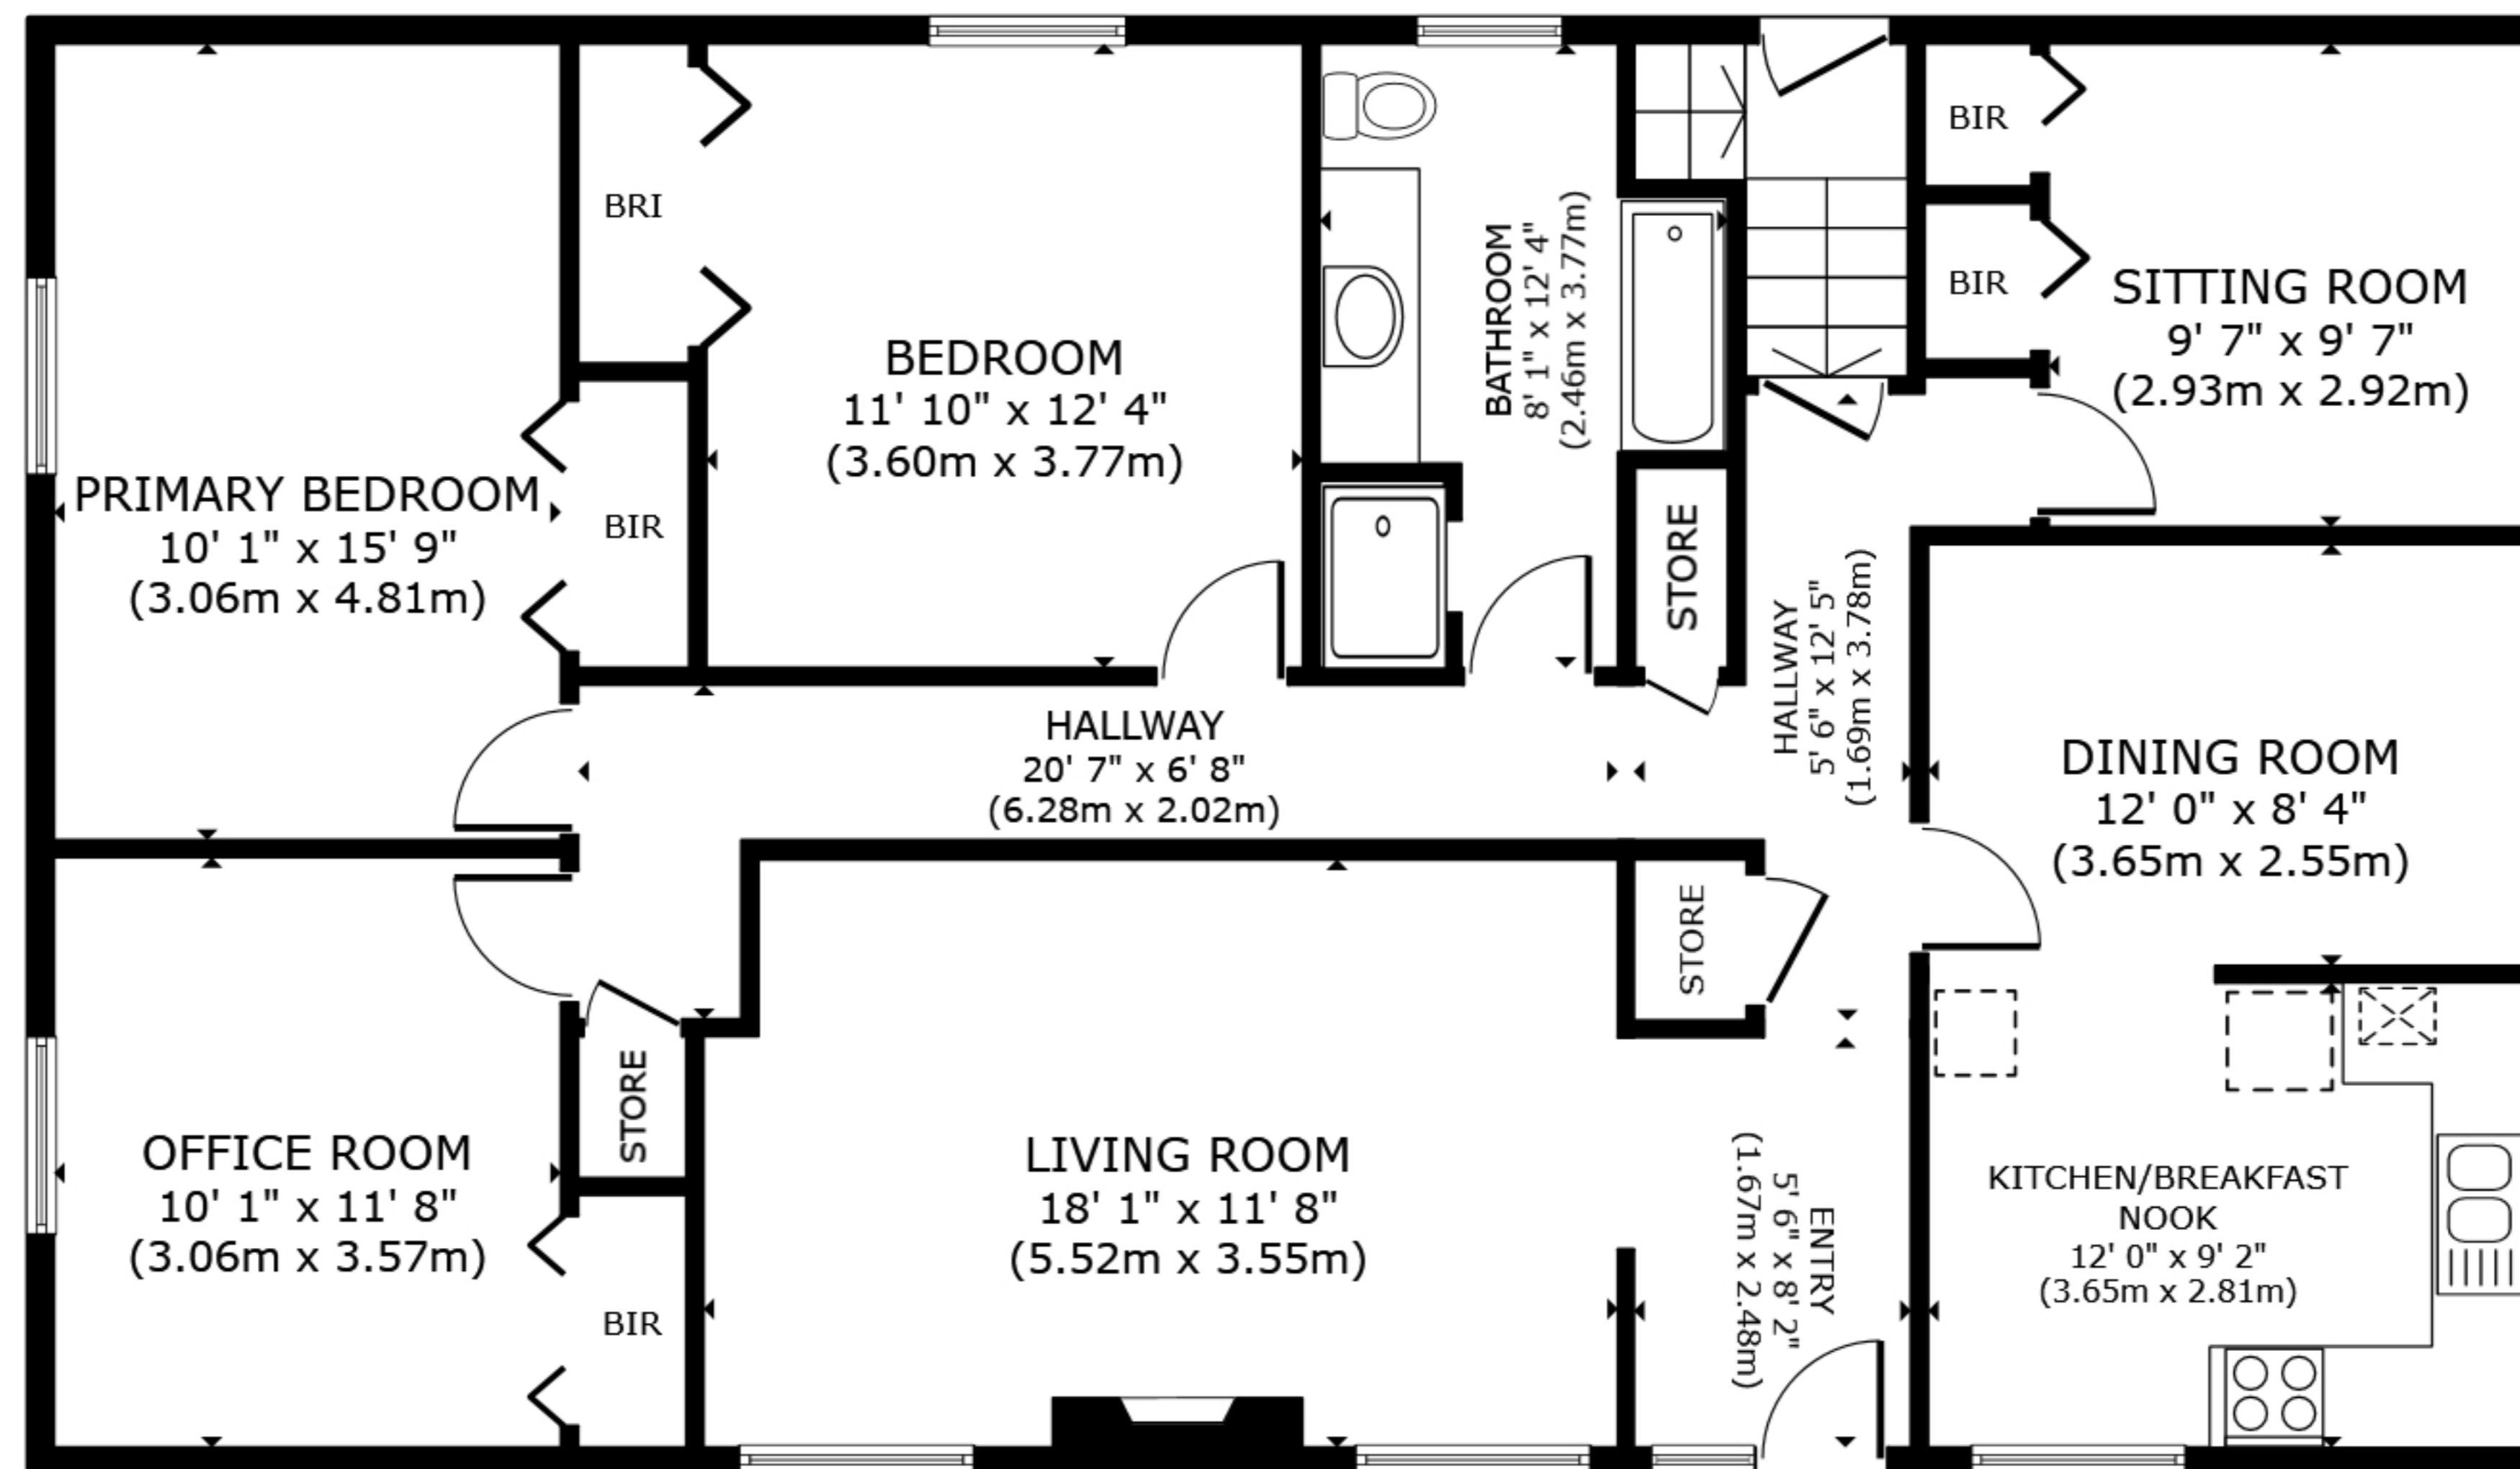 BIR
BRI
BIR
SITTING ROOM
9' 7" x 9' 7"
(2.93m x 2.92m)
BATHROOM
8' 1" x 12' 4"
(2.46m x 3.77m)
BEDROOM
11' 10" x 12' 4"
(3.60m x 3.77m)
PRIMARY BEDROOM
10' 1" x 15' 9"
(3.06m x 4.81m)
BIR
STORE
HALLWAY
5' 6" x 12' 5"
(1.69m x 3.78m)
HALLWAY
20' 7" x 6' 8"
(6.28m x 2.02m)
DINING ROOM
12' 0" x 8' 4"
(3.65m x 2.55m)
STORE
STORE
OFFICE ROOM
10' 1" x 11' 8"
(3.06m x 3.57m)
LIVING ROOM
18' 1" x 11' 8"
(5.52m x 3.55m)
ENTRY
5' 6" x 8' 2"
(1.67m x 2.48m)
KITCHEN/BREAKFAST
NOOK
12' 0" x 9' 2"
(3.65m x 2.81m)
BIR